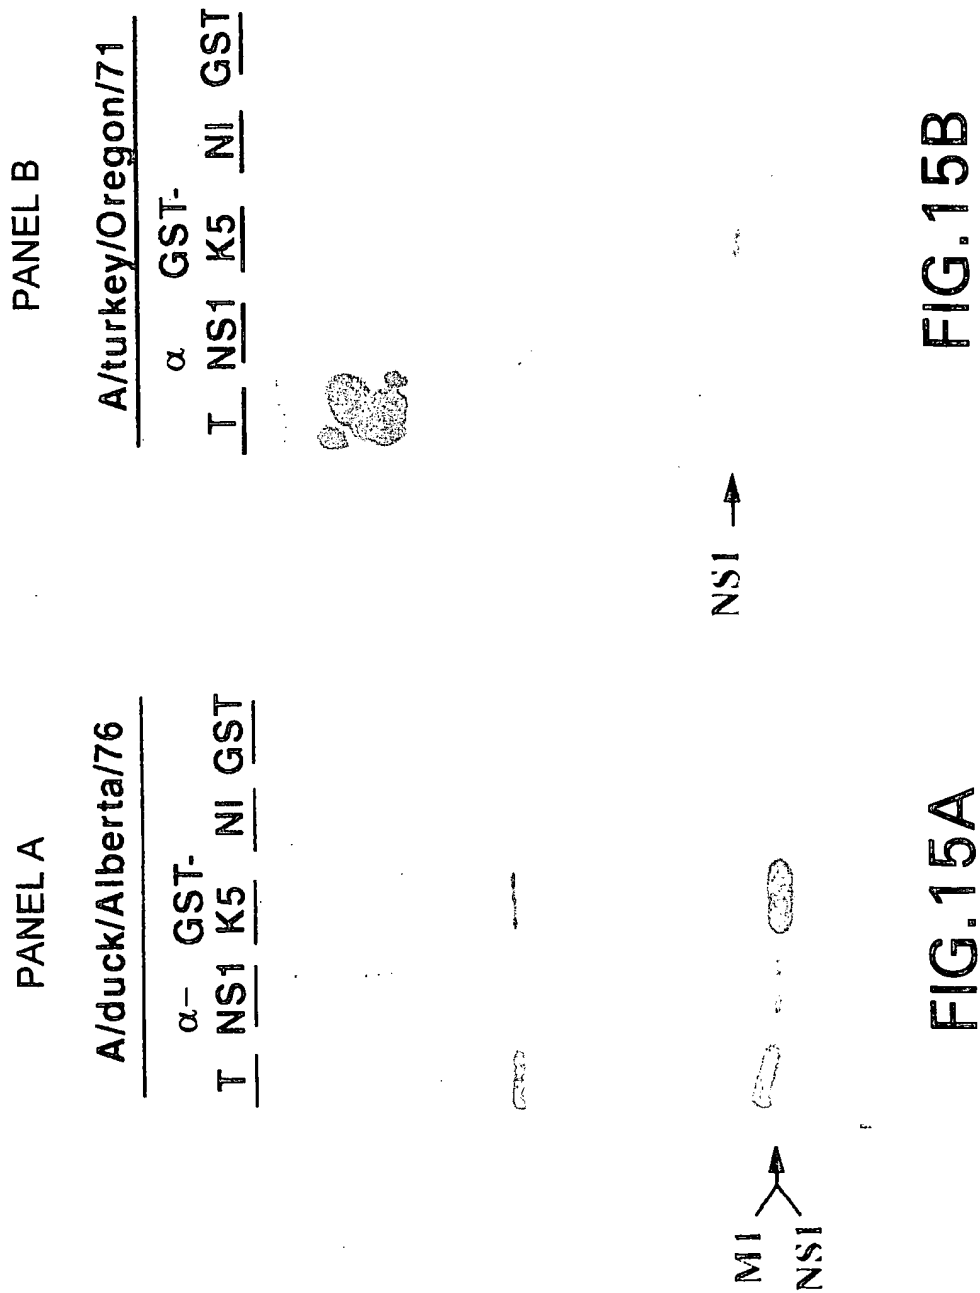 PANEL A
A/duck/Alberta/76
α- GST-
T NS1 K5 NI GST
M1
NS1
FIG.15A
PANEL B
A/turkey/Oregon/71
α GST-
T NS1 K5 NI GST
NS1
FIG.15B